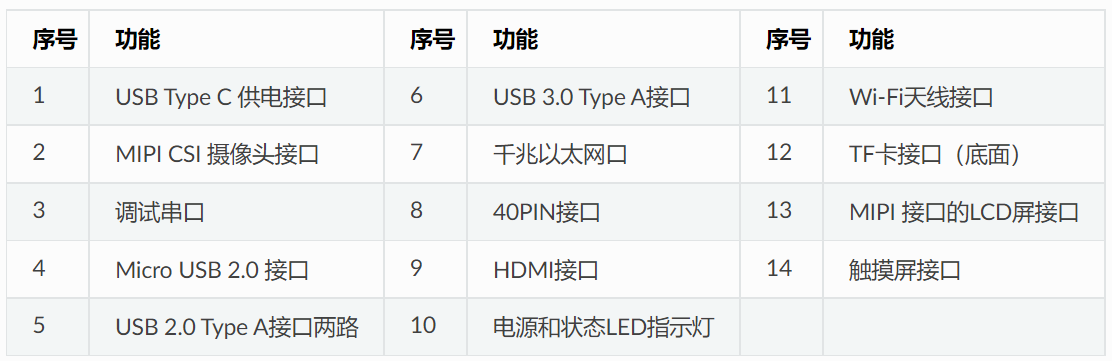 序号 功能 序号 功能 序号 功能
1 USB Type C 供电接口 6 USB 3.0 Type A接口 11 Wi-Fi天线接口
2 MIPI CSI 摄像头接口 7 千兆以太网口 12 TF卡接口（底面）
3 调试串口 8 40PIN接口 13 MIPI 接口的LCD屏接口
4 Micro USB 2.0 接口 9 HDMI接口 14 触摸屏接口
5 USB 2.0 Type A接口两路 10 电源和状态LED指示灯